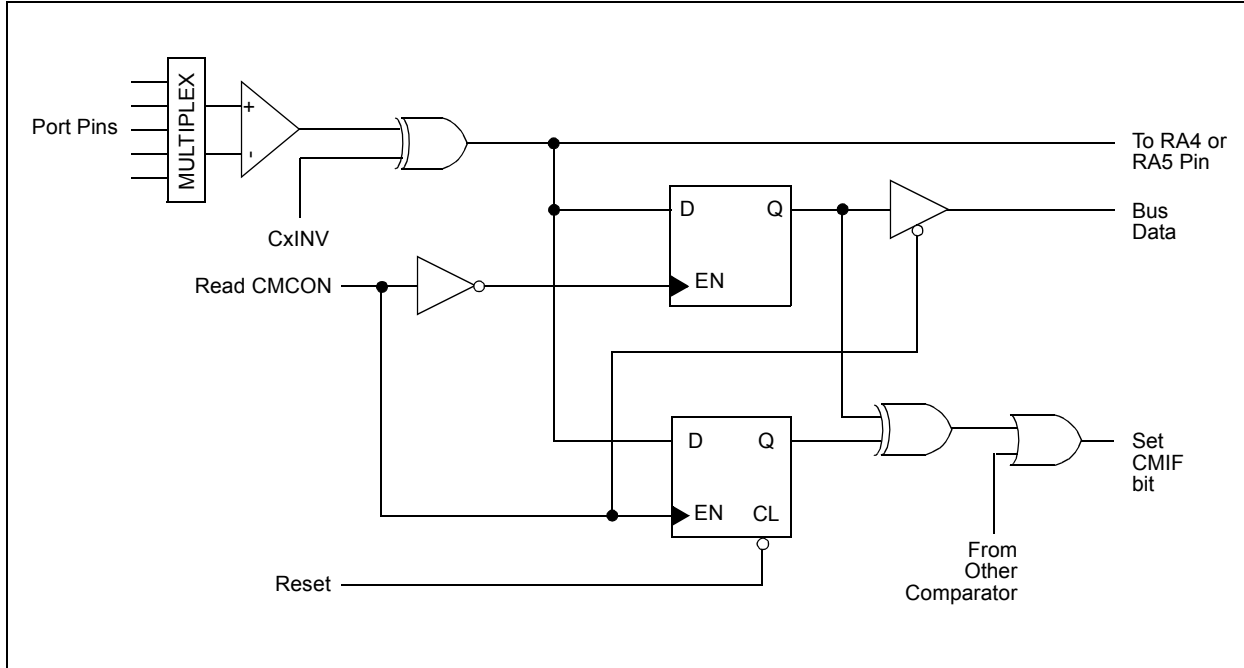 MULTIPLEX
Port Pins
+
-
CxINV
To RA4 or
RA5 Pin
D
Q
EN
Bus
Data
Read CMCON
D
Q
EN
CL
Set
CMIF
bit
From
Other
Comparator
Reset